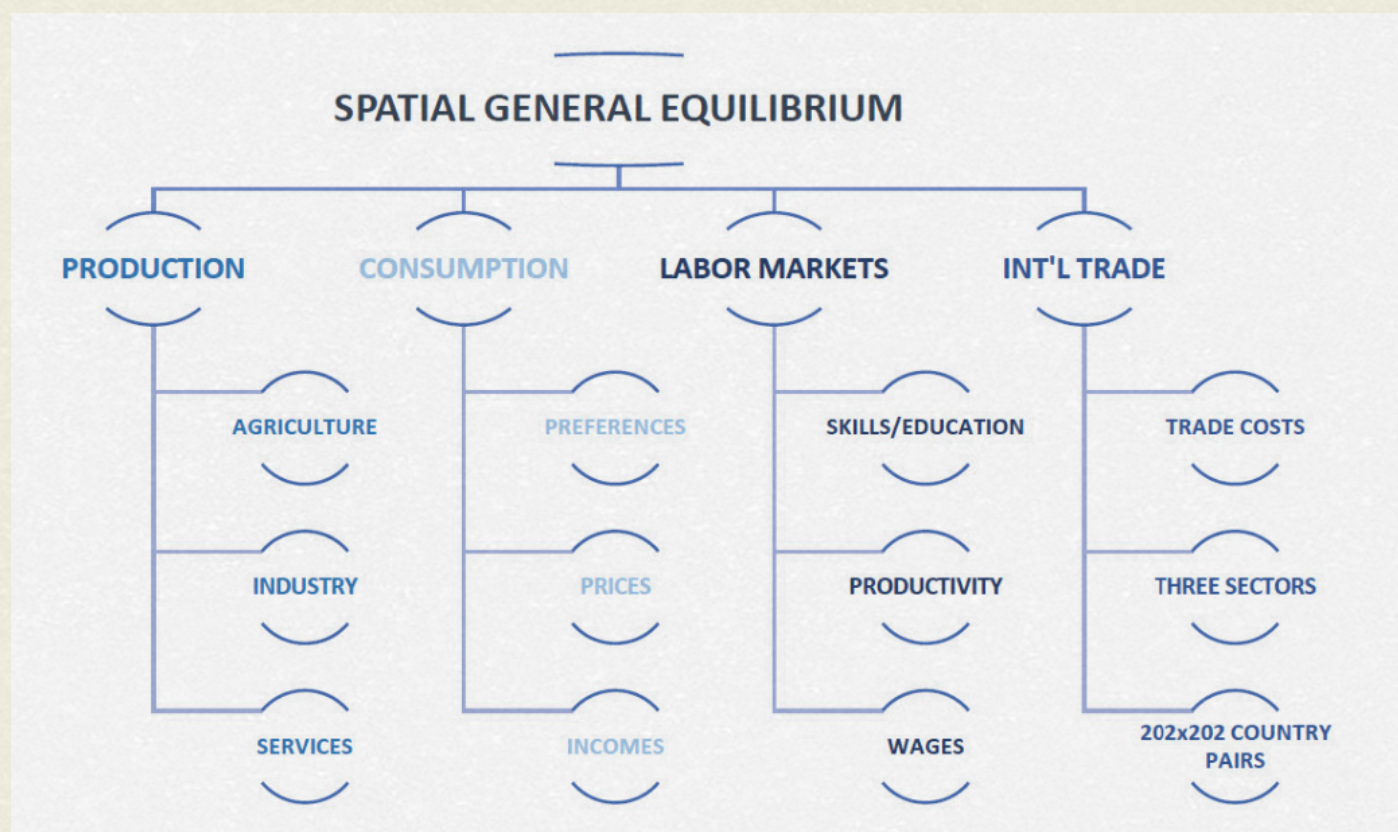 SPATIAL GENERAL EQUILIBRIUM
PRODUCTION
CONSUMPTION
LABOR MARKETS
INT'L TRADE
AGRICULTURE
PREFERENCES
SKILLS/EDUCATION
TRADE COSTS
INDUSTRY
PRICES
PRODUCTIVITY
THREE SECTORS
SERVICES
INCOMES
WAGES
202x202 COUNTRY
PAIRS